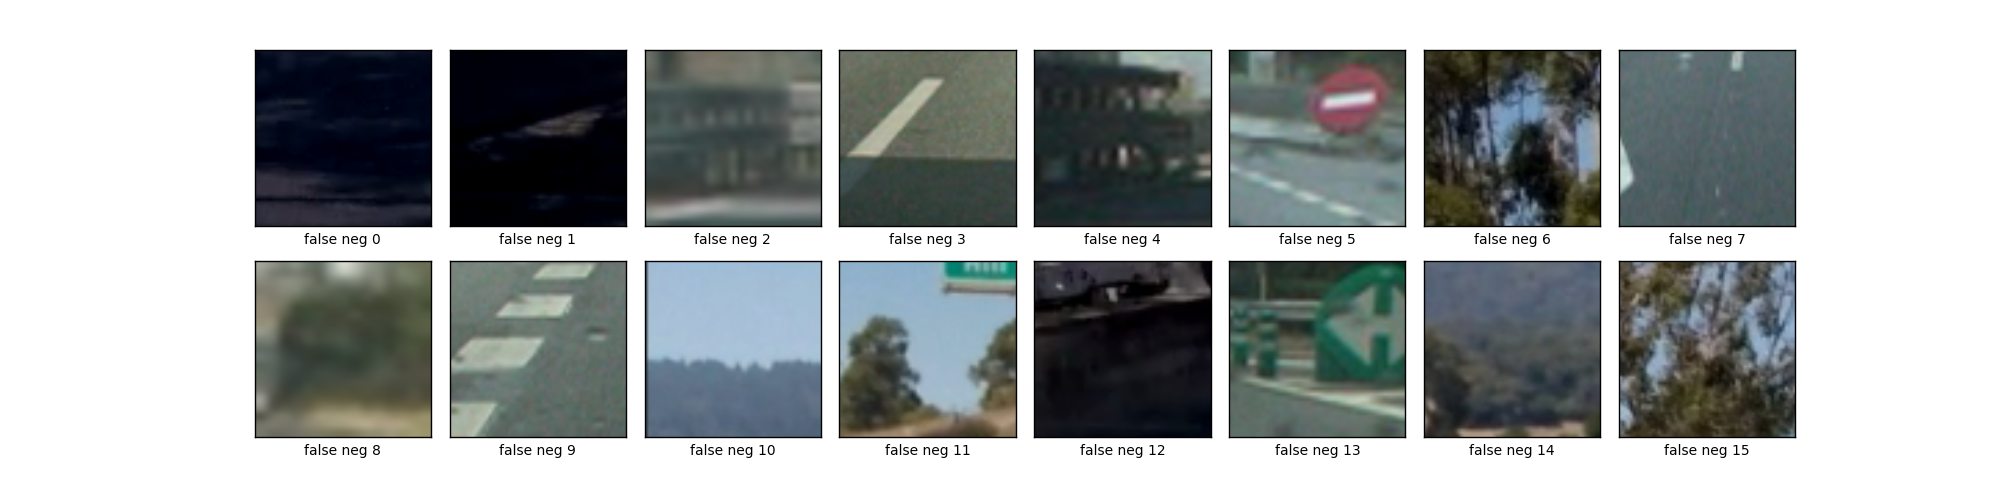 false neg 0
false neg 1
false neg 2
false neg 3
false neg 4
false neg 5
false neg 6
false neg 7
false neg 8
false neg 9
false neg 10
false neg 11
false neg 12
false neg 13
false neg 14
false neg 15